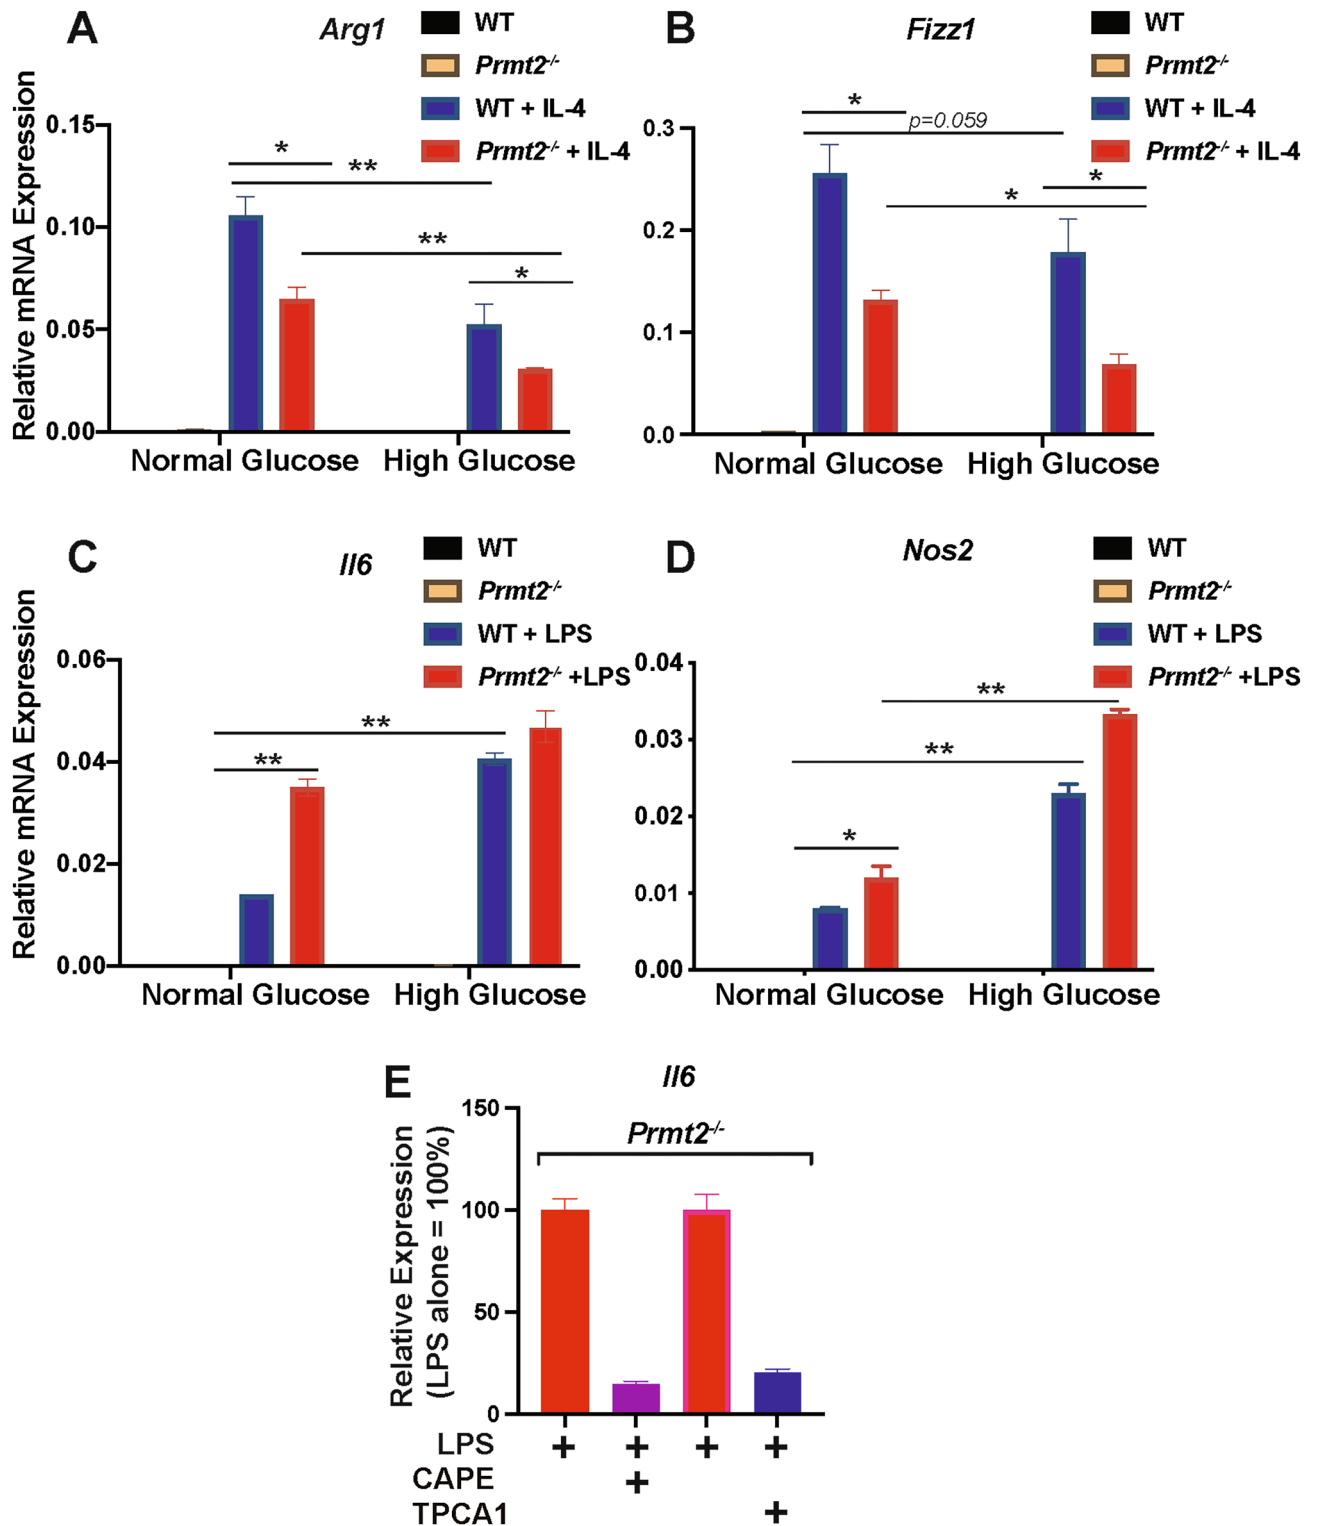 A
Arg1
WT
Prmt2-/-
WT + IL-4
Prmt2-/- + IL-4
Relative mRNA Expression
0.15
0.10
0.05
0.00
*
**
**
*
Normal Glucose
High Glucose
B
Fizz1
WT
Prmt2-/-
WT + IL-4
Prmt2-/- + IL-4
0.3
0.2
0.1
0.0
*
p=0.059
*
*
Normal Glucose
High Glucose
C
Il6
WT
Prmt2-/-
WT + LPS
Prmt2-/- +LPS
Relative mRNA Expression
0.06
0.04
0.02
0.00
**
**
Normal Glucose
High Glucose
D
Nos2
WT
Prmt2-/-
WT + LPS
Prmt2-/- +LPS
0.04
0.03
0.02
0.01
0.00
**
**
*
Normal Glucose
High Glucose
E
Il6
Prmt2-/-
Relative Expression
(LPS alone = 100%)
150
100
50
0
LPS + + + +
CAPE +
TPCA1 +